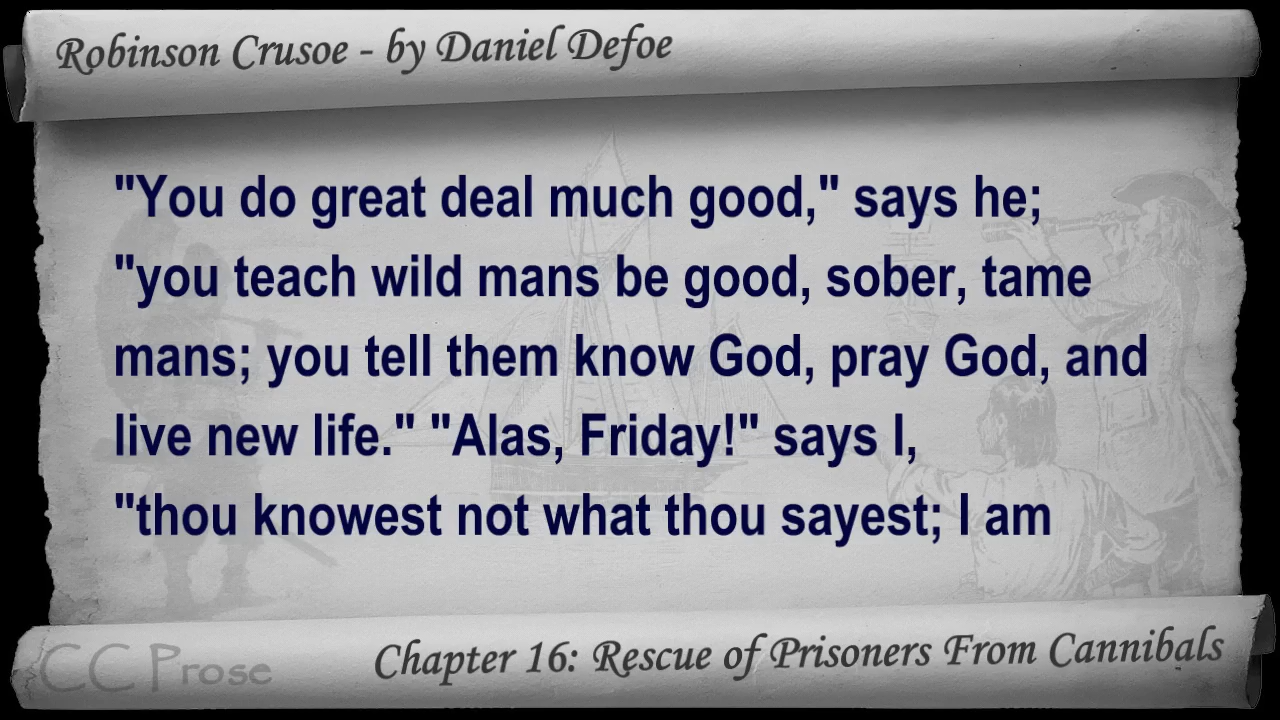 Robinson Crusoe - by Daniel Defoe
"You do great deal much good," says he;
"you teach wild mans be good, sober, tame
mans; you tell them know God, pray God, and
live new life." "Alas, Friday!" says I,
"thou knowest not what thou sayest; I am
CC Prose
Chapter 16: Rescue of Prisoners From Cannibals